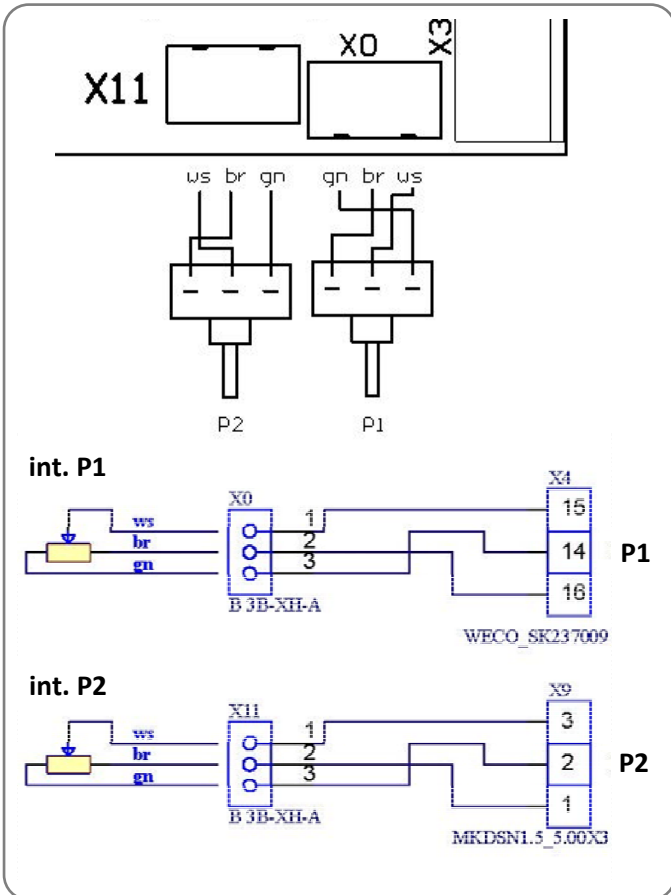 X11 X0 X3
ws br gn gn br ws
P2 P1
int. P1
X4
X0
15
1
ws
br
2
14
P1
gn
3
16
B 3B-XH-A
WECO_SK237009
int. P2
X9
X11
3
1
ws
br
2
2
P2
gn
3
1
B 3B-XH-A
MKDSN1.5_5.00X3